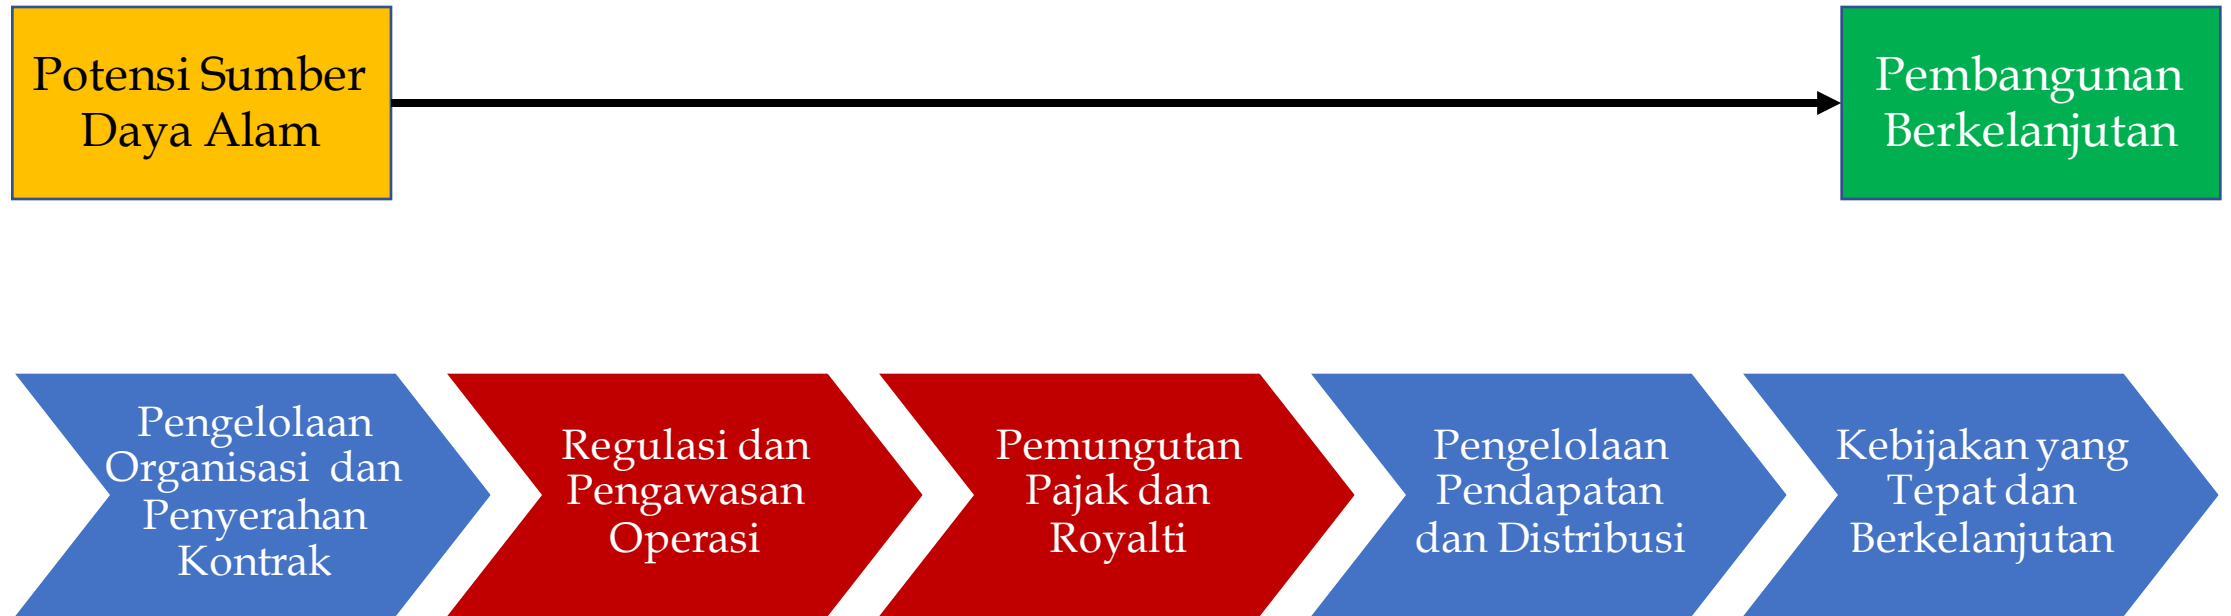 Potensi Sumber
Daya Alam
Pembangunan
Berkelanjutan
Pengelolaan
Organisasi dan
Penyerahan
Kontrak
Regulasi dan
Pengawasan
Operasi
Pemungutan
Pajak dan
Royalti
Pengelolaan
Pendapatan
dan Distribusi
Kebijakan yang
Tepat dan
Berkelanjutan